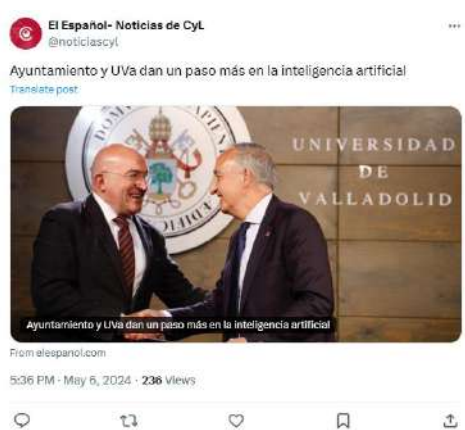 El Español- Noticias de CyL
@noticiascyl
Ayuntamiento y UVa dan un paso más en la inteligencia artificial
Translate post
UNIVERSIDAD
DE
VALLADOLID
Ayuntamiento y UVa dan un paso más en la inteligencia artificial
From elespanol.com
5:36 PM · May 6, 2024 · 236 Views